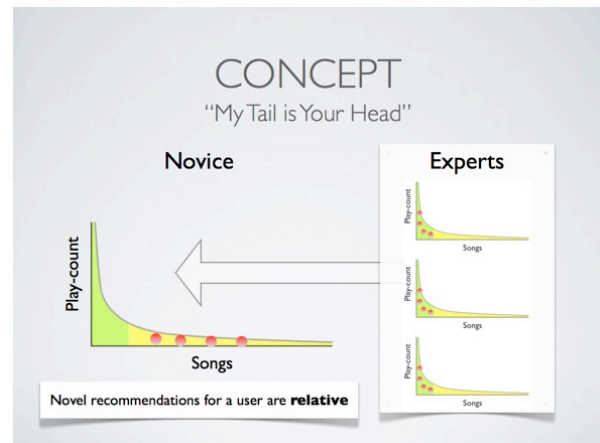 CONCEPT
“My Tail is Your Head”
Novice
Play-count
Songs
Novel recommendations for a user are relative
Experts
Play-count
Songs
Play-count
Songs
Play-count
Songs